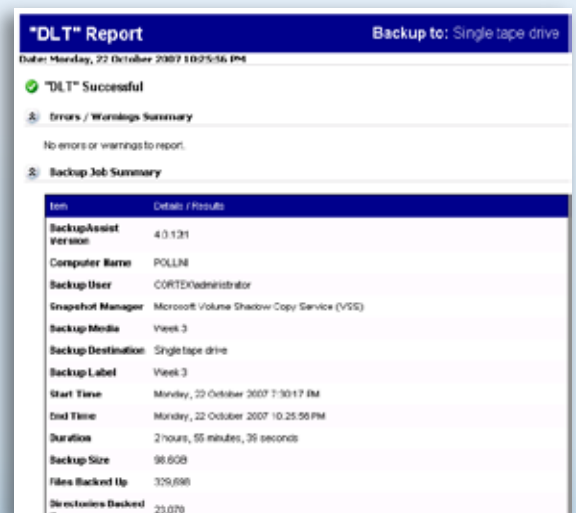 "DLT" Report Backup to: Single tape drive
Date: Monday, 22 October 2007 10:25:56 PM
"DLT" Successful
Errors / Warnings Summary
No errors or warnings to report.
Backup Job Summary
Item Details / Results
BackupAssist
Version 4.0.12t1
Computer Name POLLINI
Backup User CORTEX\administrator
Snapshot Manager Microsoft Volume Shadow Copy Service (VSS)
Backup Media Week 3
Backup Destination Single tape drive
Backup Label Week 3
Start Time Monday, 22 October 2007 7:30:17 PM
End Time Monday, 22 October 2007 10:25:56 PM
Duration 2 hours, 55 minutes, 39 seconds
Backup Size 98.6GB
Files Backed Up 329,698
Directories Backed 23,078